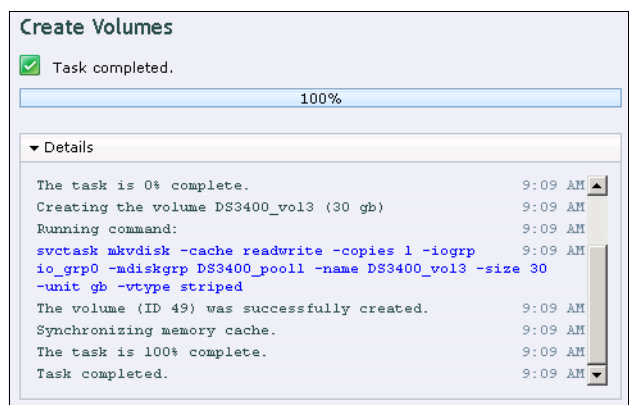 Create Volumes
Task completed.
100%
Details
The task is 0% complete. 9:09 AM
Creating the volume DS3400_vol3 (30 gb) 9:09 AM
Running command: 9:09 AM
svctask mkvdisk -cache readwrite -copies 1 -iogrp 9:09 AM
io_grp0 -mdiskgrp DS3400_pool1 -name DS3400_vol3 -size 30
-unit gb -vtype striped
The volume (ID 49) was successfully created. 9:09 AM
Synchronizing memory cache. 9:09 AM
The task is 100% complete. 9:09 AM
Task completed. 9:09 AM